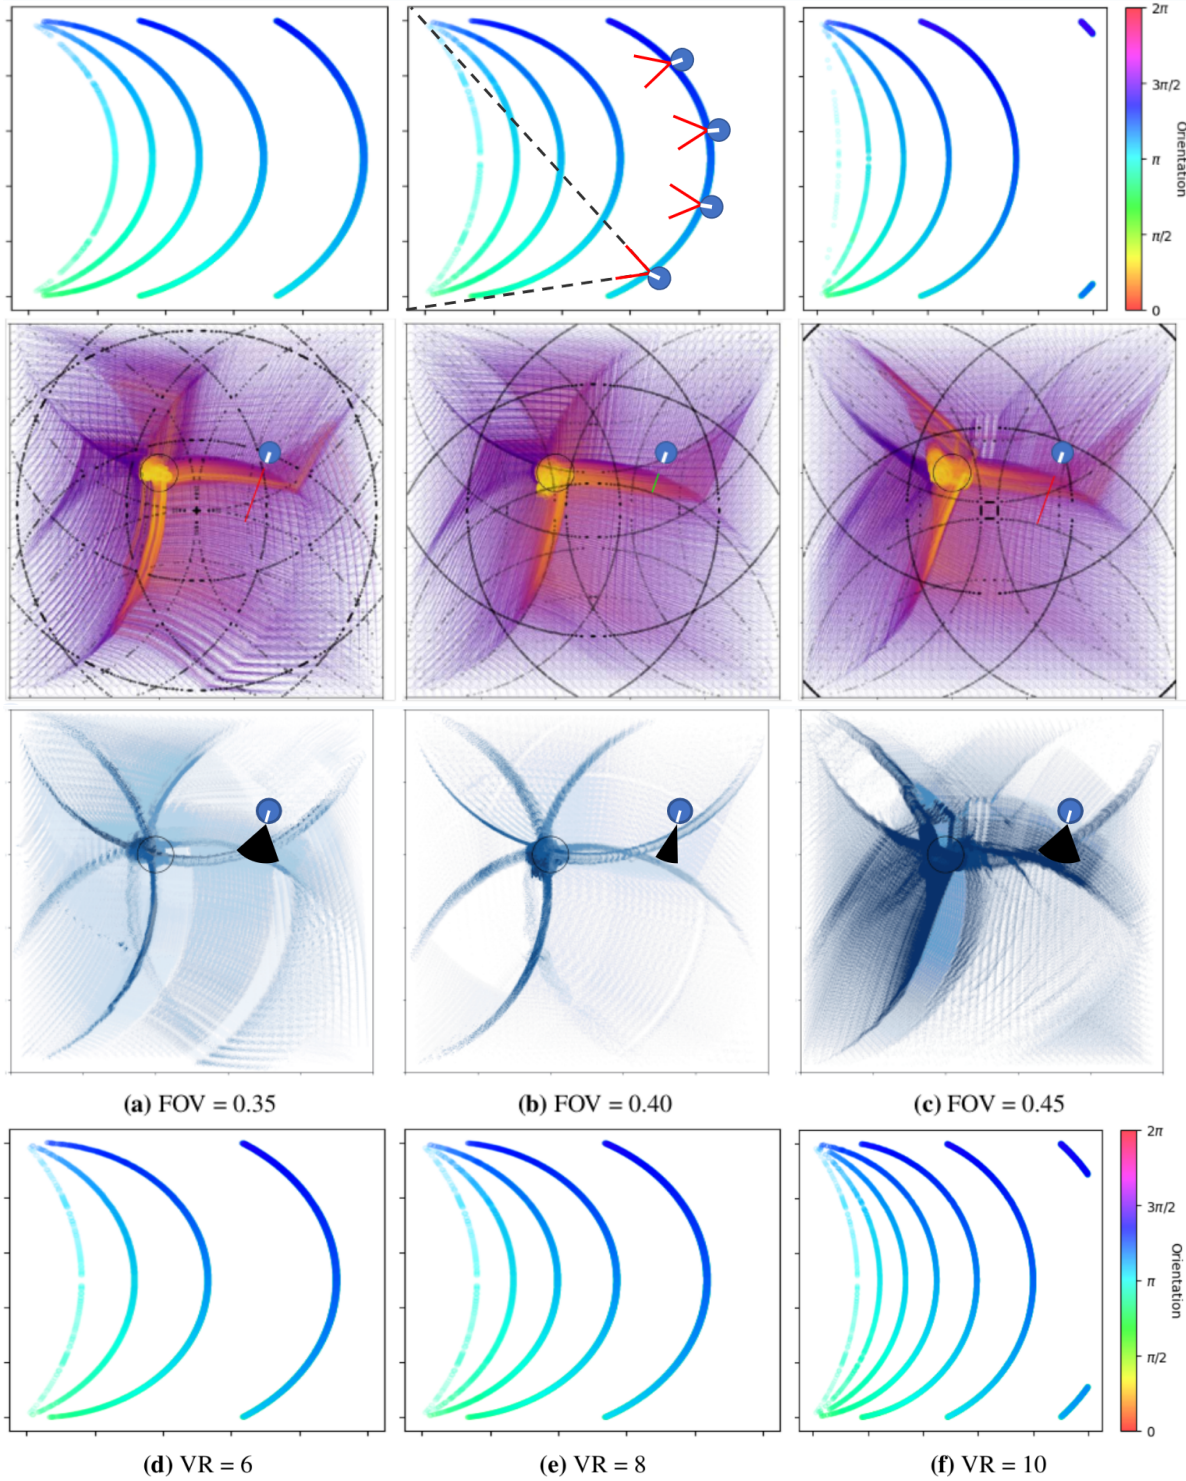 2π
3π/2
π
π/2
0
Orientation
(a) FOV = 0.35
(b) FOV = 0.40
(c) FOV = 0.45
2π
3π/2
π
π/2
0
Orientation
(d) VR = 6
(e) VR = 8
(f) VR = 10